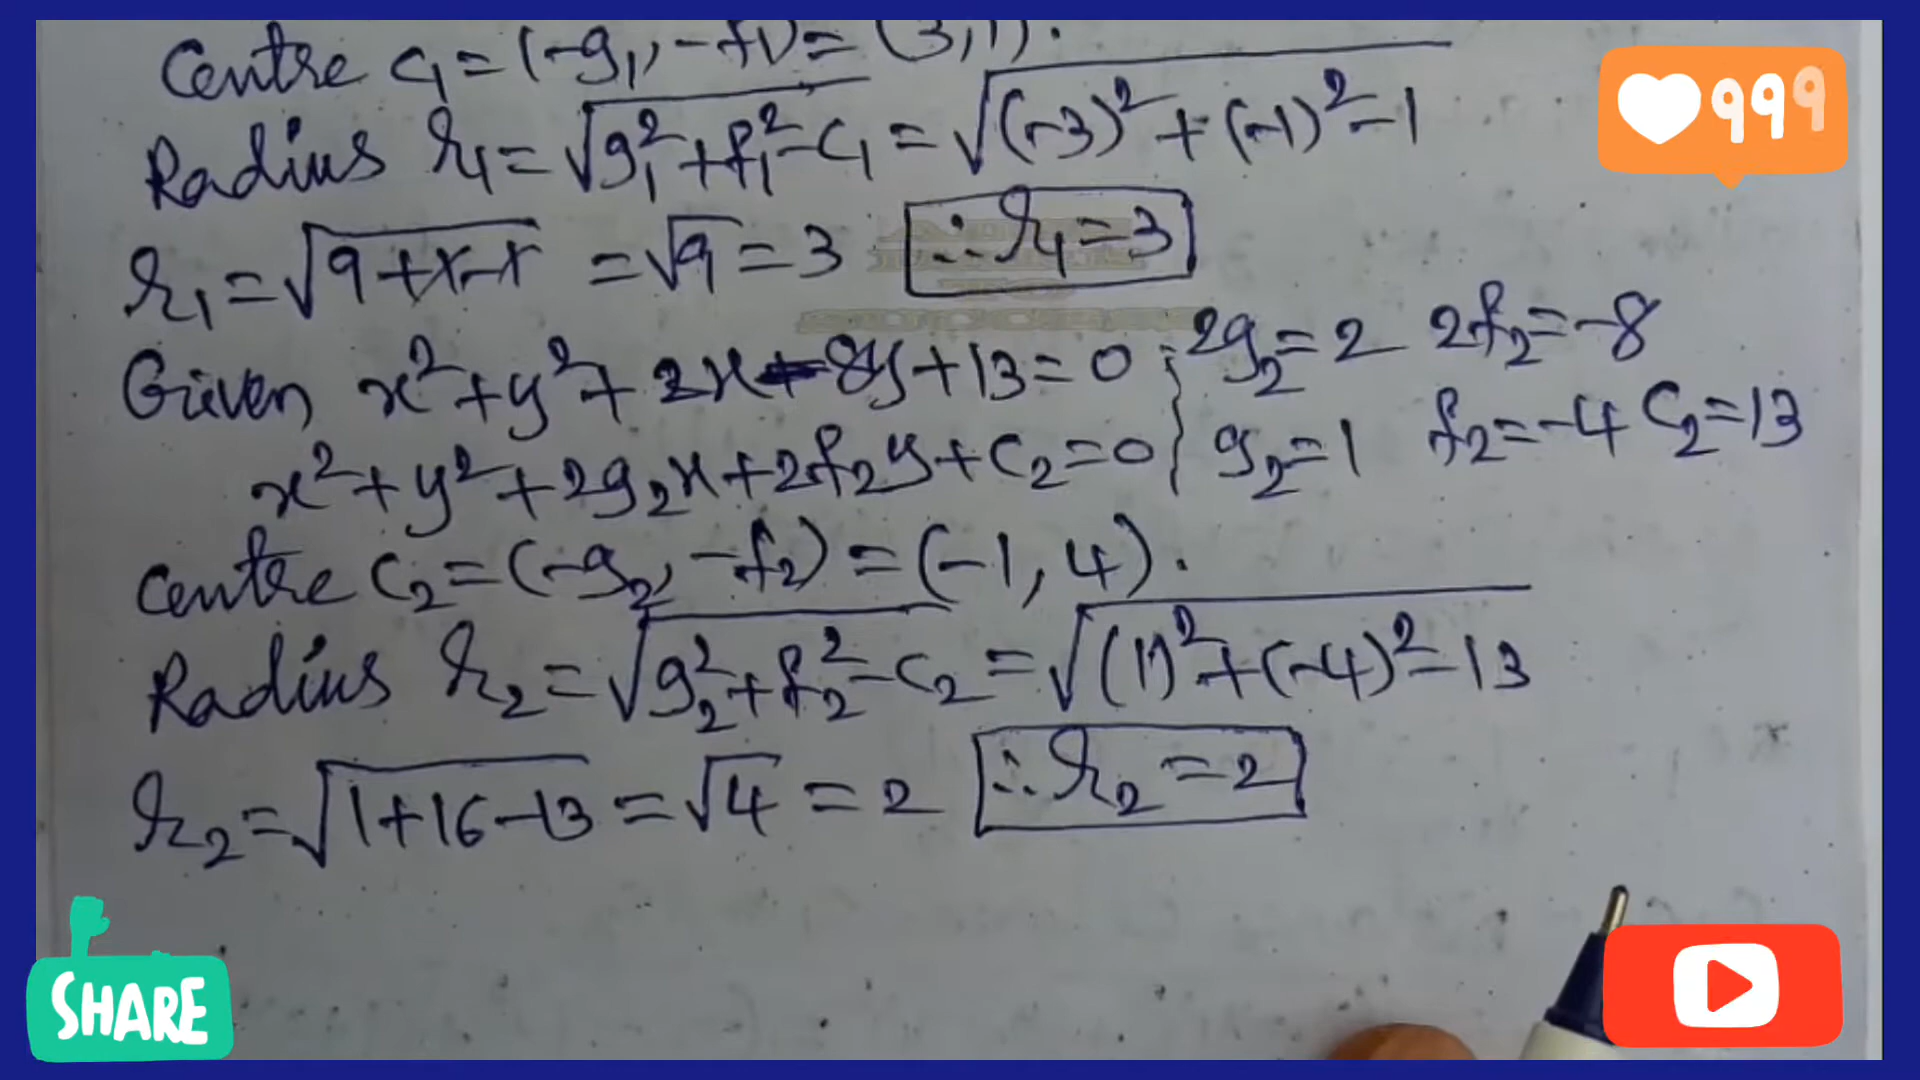 Centre C₁ = (-g₁, -f₁) = (3,1).
Radius r₁ = √(g₁² + f₁² - C₁) = √((-3)² + (-1)² - 1
r₁ = √(9+1-1) = √9 = 3 ∴ r₁ = 3
Given x² + y² + 2x - 8y + 13 = 0 ; 2g₂ = 2 2f₂ = -8
x² + y² + 2g₂x + 2f₂y + C₂ = 0 } g₂ = 1 f₂ = -4 C₂ = 13
Centre C₂ = (-g₂, -f₂) = (-1, 4).
Radius r₂ = √(g₂² + f₂² - C₂) = √((1)² + (-4)² - 13
r₂ = √(1+16-13) = √4 = 2 ∴ r₂ = 2
999
SHARE